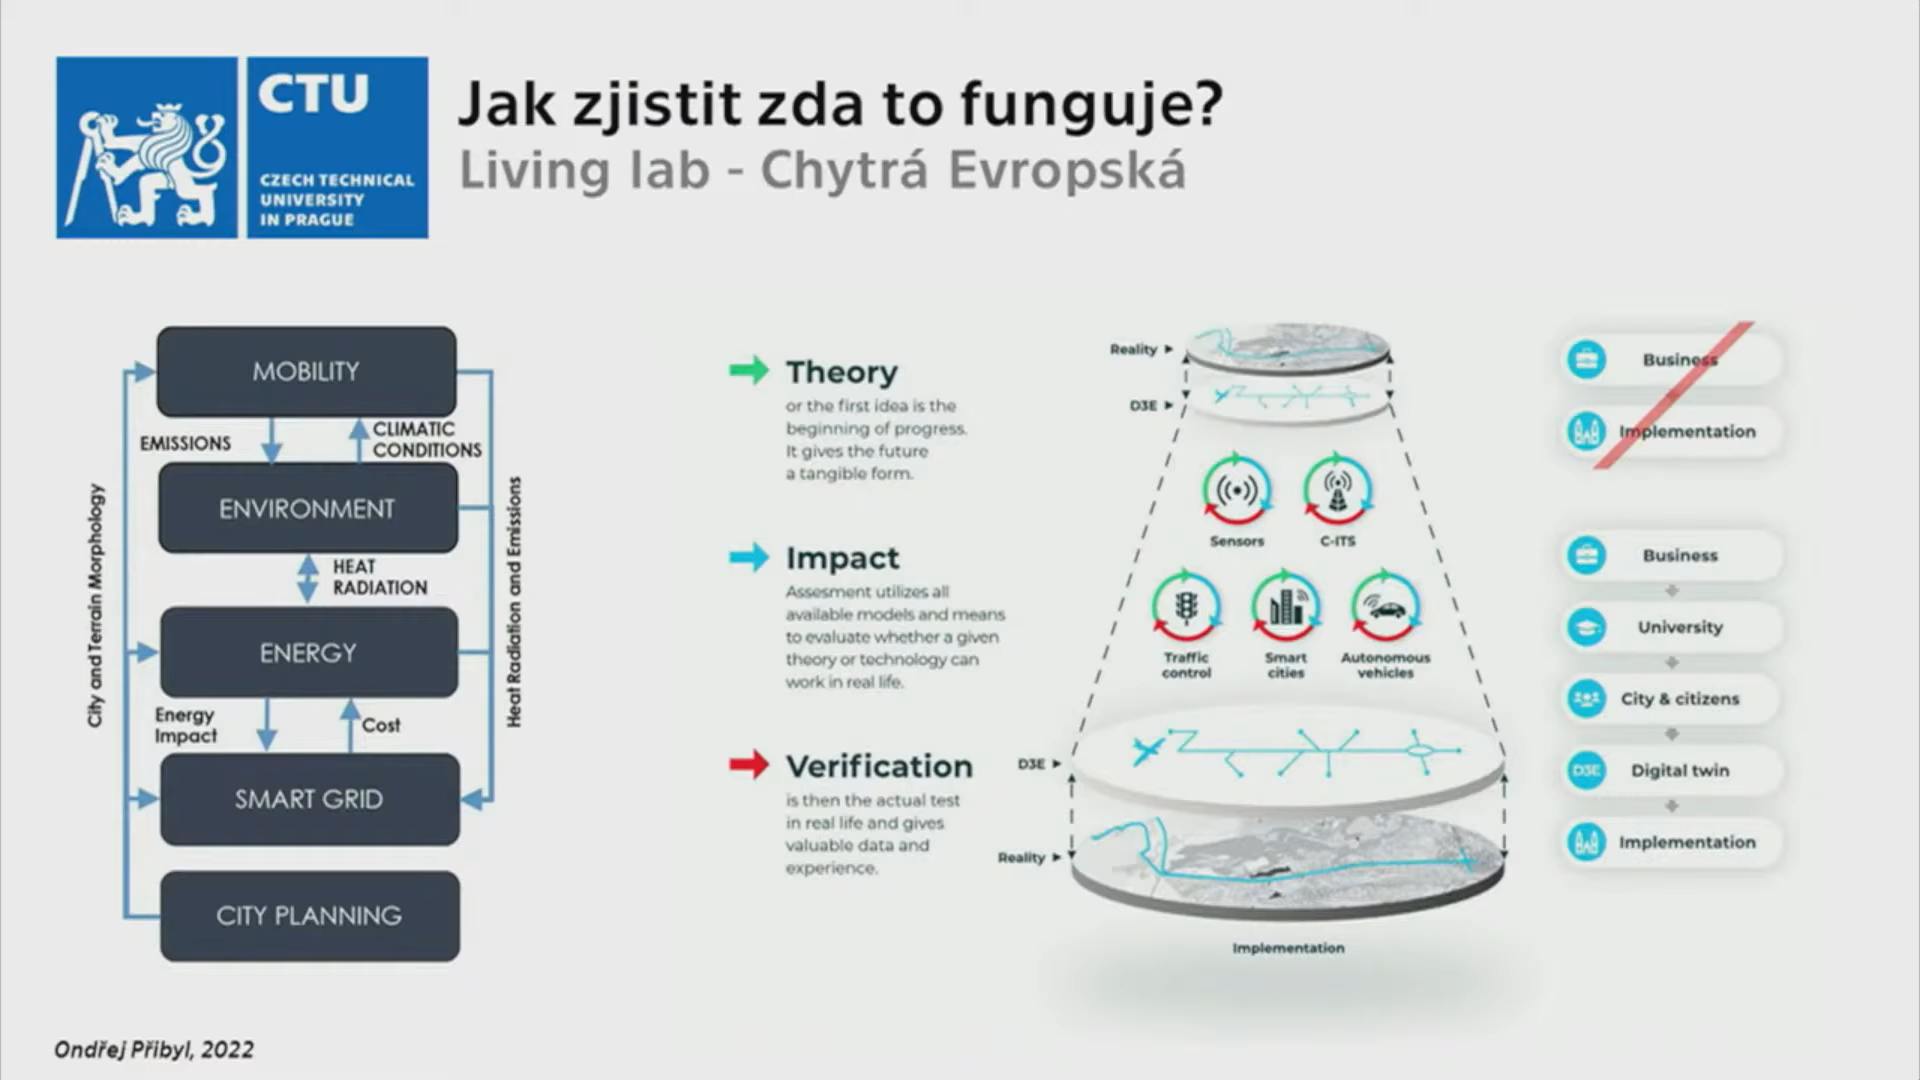 CTU
CZECH TECHNICAL
UNIVERSITY
IN PRAGUE
Jak zjistit zda to funguje?
Living lab - Chytrá Evropská
City and Terrain Morphology
MOBILITY
EMISSIONS
CLIMATIC
CONDITIONS
ENVIRONMENT
HEAT
RADIATION
ENERGY
Energy
Impact
Cost
SMART GRID
CITY PLANNING
Heat Radiation and Emissions
Theory
or the first idea is the
beginning of progress.
It gives the future
a tangible form.
Impact
Assesment utilizes all
available models and means
to evaluate whether a given
theory or technology can
work in real life.
Verification
is then the actual test
in real life and gives
valuable data and
experience.
Reality
D3E
Sensors
C-ITS
Traffic
control
Smart
cities
Autonomous
vehicles
D3E
Reality
Implementation
Business
Implementation
Business
University
City & citizens
D3E
Digital twin
Implementation
Ondřej Přibyl, 2022